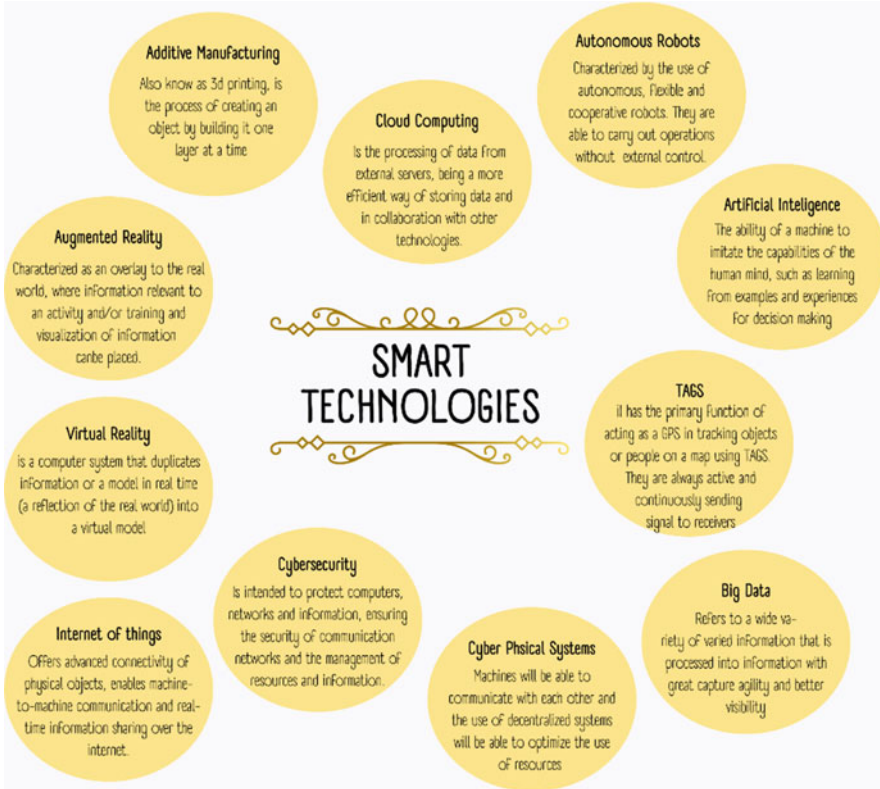 Additive Manufacturing
Also know as 3d printing, is
the process of creating an
object by building it one
layer at a time
Cloud Computing
Is the processing of data from
external servers, being a more
efficient way of storing data and
in collaboration with other
technologies.
Autonomous Robots
Characterized by the use of
autonomous, flexible and
cooperative robots. They are
able to carry out operations
without external control.
Augmented Reality
Characterized as an overlay to the real
world, where information relevant to
an activity and/or training and
visualization of information
canbe placed.
Artificial Inteligence
The ability of a machine to
imitate the capabilities of the
human mind, such as learning
from examples and experiences
for decision making
SMART
TECHNOLOGIES
TAGS
il has the primary function of
acting as a GPS in tracking objects
or people on a map using TAGS.
They are always active and
continuously sending
signal to receivers
Virtual Reality
is a computer system that duplicates
information or a model in real time
(a reflection of the real world) into
a virtual model
Cybersecurity
Is intended to protect computers,
networks and information, ensuring
the security of communication
networks and the management of
resources and information.
Big Data
Refers to a wide va-
riety of varied information that is
processed into information with
great capture agility and better
visibility
Internet of things
Offers advanced connectivity of
physical objects, enables machine-
to-machine communication and real-
time information sharing over the
internet.
Cyber Phsical Systems
Machines will be able to
communicate with each other and
the use of decentralized systems
will be able to optimize the use
of resources